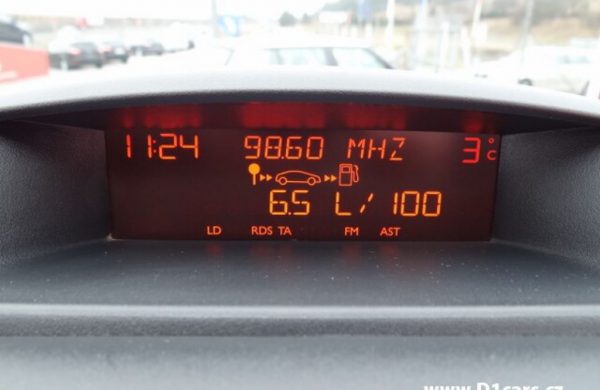 11:24 98.60 MHZ 3°C
6.5 L/100
LD RDS TA FM AST
www.D1cars.cz